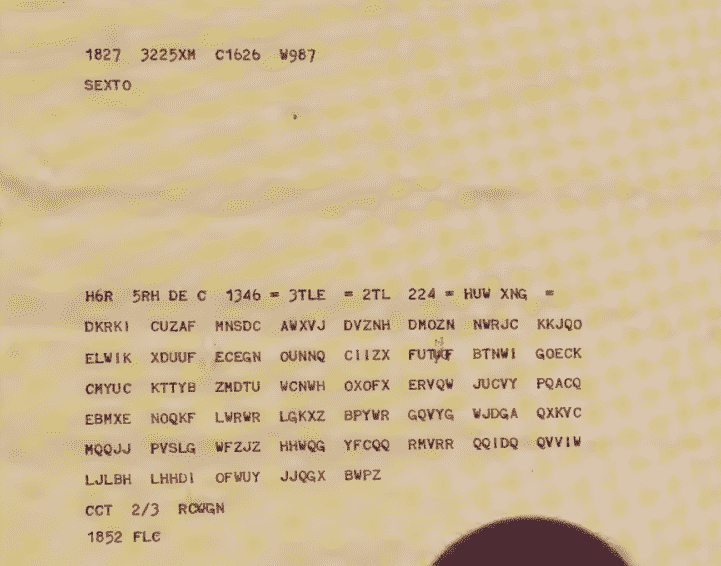 1827 3225XM C1626 W987
SEXTO
H6R 5RH DE C 1346 = 3TLE = 2TL 224 = HUW XNG =
DKRKI CUZAF MNSDC AWXVJ DVZNH DMOZN NWRJC KKJQO
ELWIK XDUUF ECEGN OUNNQ CIIZX BTNWI GOECK
CMYUC KTTYB ZMDTU WCNWH OXOFX ERVQW JUCVY PQACQ
EBMXE NOQKF LWRWR LGKXZ BPYWR GQVYG WJDGA QXKVC
MQQJJ PVSLG WFZJZ HHWQG YFCQQ RMVRR QQIDQ QVVIW
LJLBH LHHDI OFWUY JJQGX BWPZ
CCT 2/3
1852